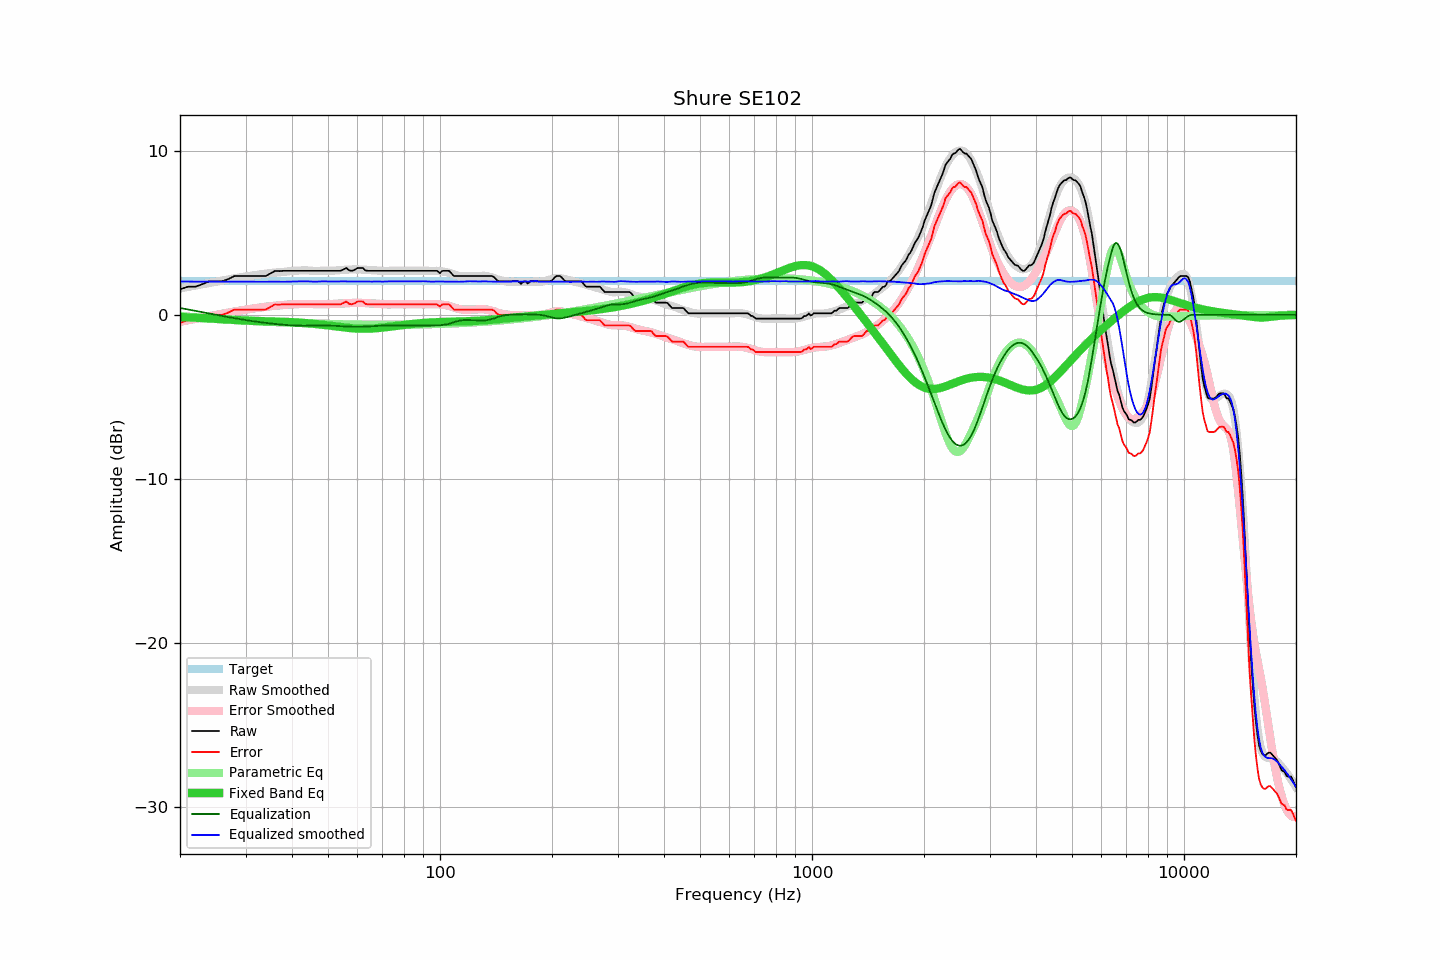 Shure SE102
10
0
−10
−20
−30
Amplitude (dBr)
100
1000
10000
Frequency (Hz)
Target
Raw Smoothed
Error Smoothed
Raw
Error
Parametric Eq
Fixed Band Eq
Equalization
Equalized smoothed